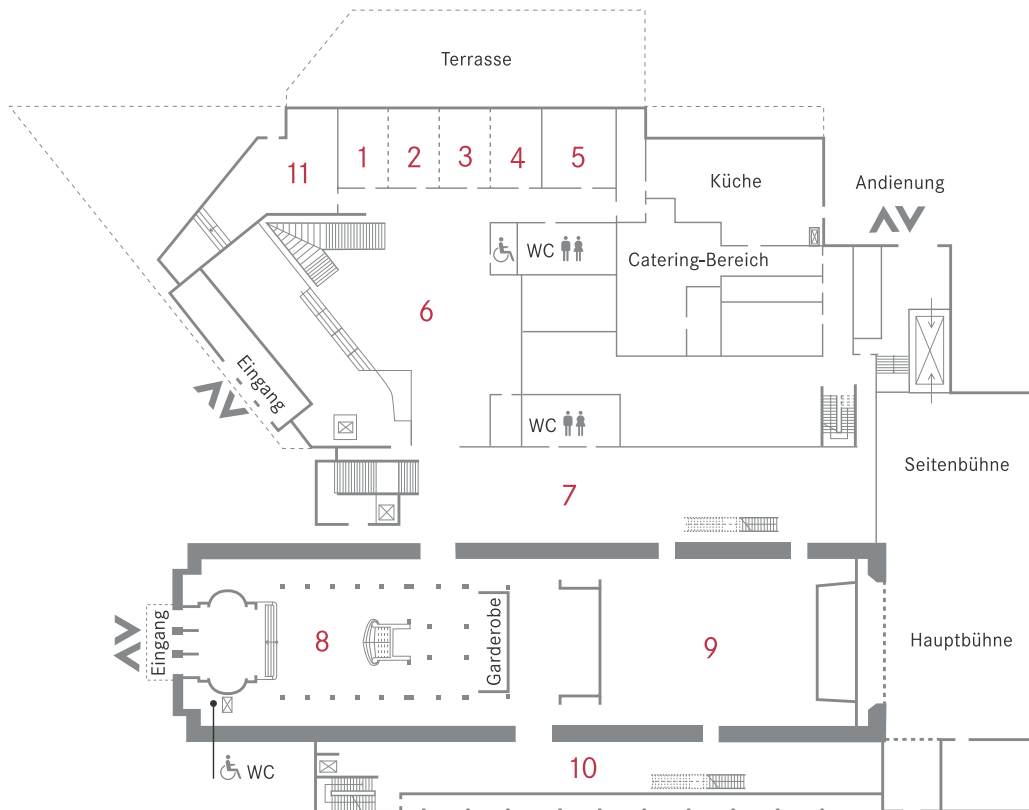 Terrasse
1
2
3
4
5
11
Küche
Andienung
WC
Catering-Bereich
6
Eingang
WC
Seitenbühne
7
Eingang
8
Garderobe
9
Hauptbühne
WC
10